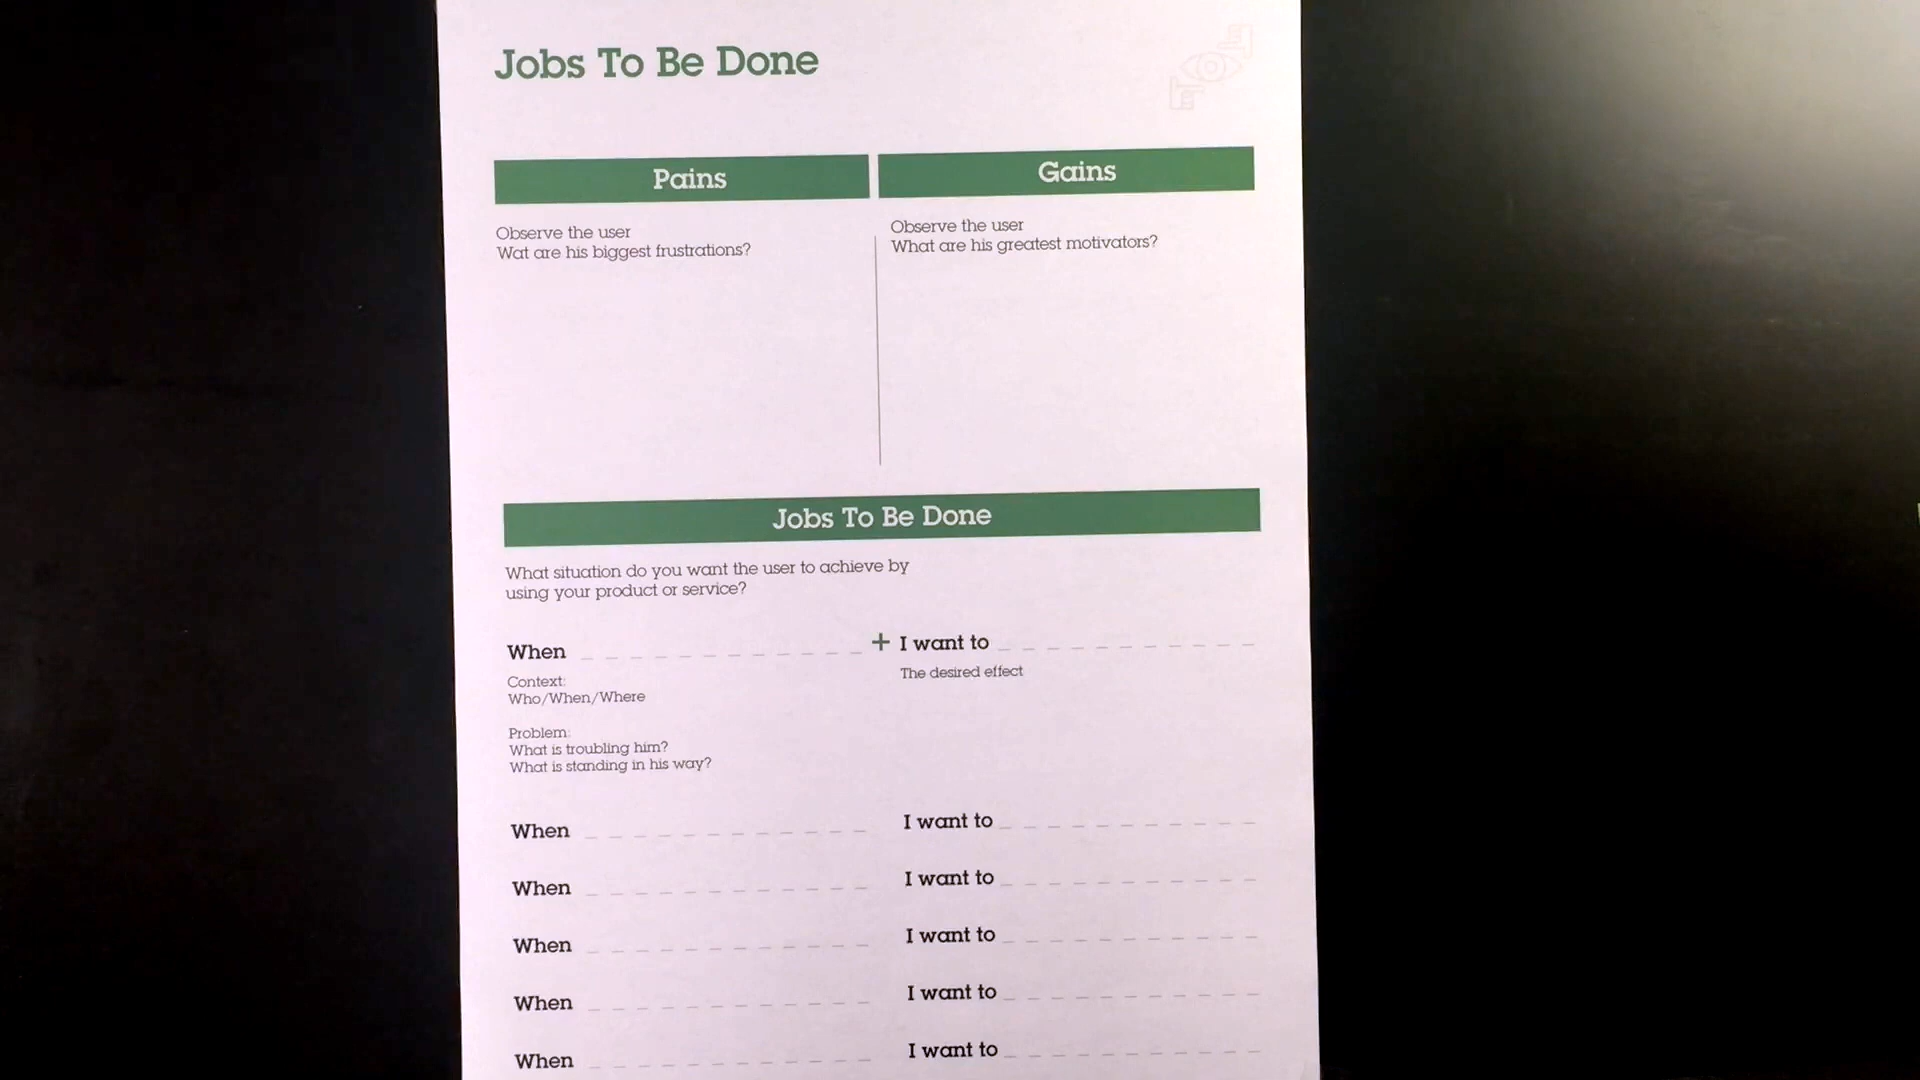 Jobs To Be Done
Pains
Gains
Observe the user
Wat are his biggest frustrations?
Observe the user
What are his greatest motivators?
Jobs To Be Done
What situation do you want the user to achieve by
using your product or service?
When + I want to
Context:
Who/When/Where
The desired effect
Problem:
What is troubling him?
What is standing in his way?
When I want to
When I want to
When I want to
When I want to
When I want to